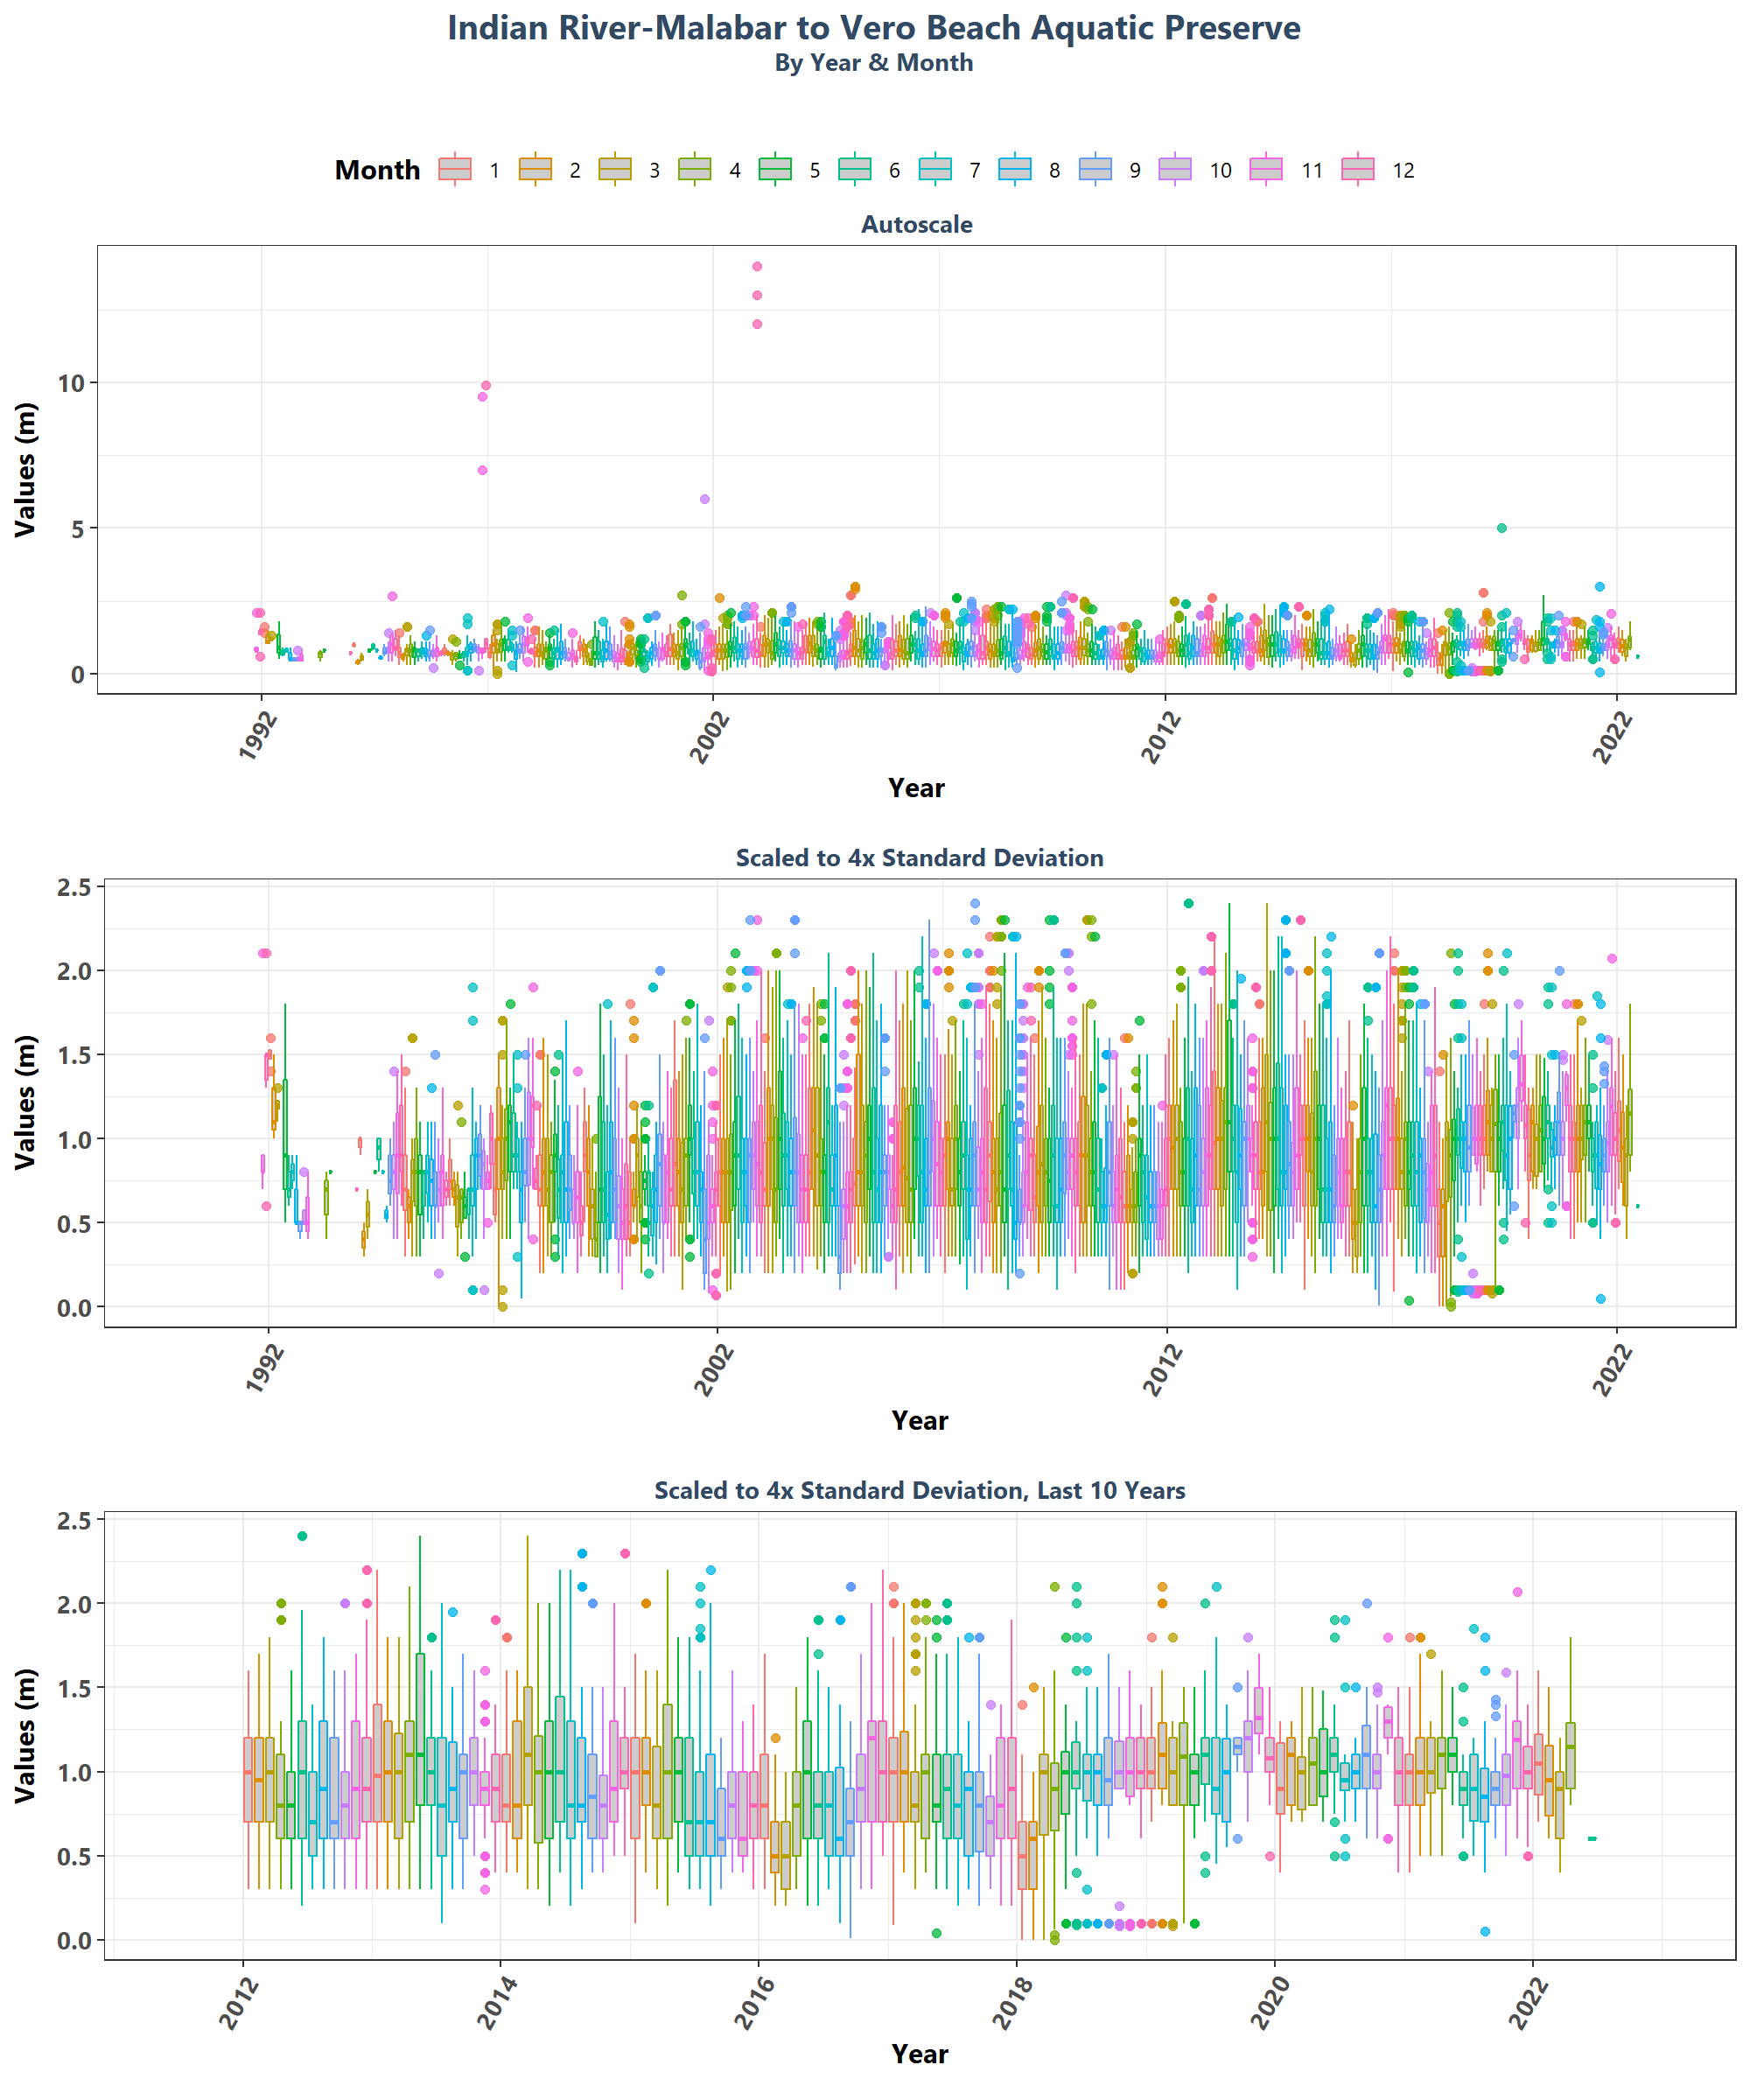 Indian River-Malabar to Vero Beach Aquatic Preserve
By Year & Month
Month 1 2 3 4 5 6 7 8 9 10 11 12
Autoscale
Values (m)
10
5
0
1992 2002 2012 2022
Year
Scaled to 4x Standard Deviation
Values (m)
2.5
2.0
1.5
1.0
0.5
0.0
1992 2002 2012 2022
Year
Scaled to 4x Standard Deviation, Last 10 Years
Values (m)
2.5
2.0
1.5
1.0
0.5
0.0
2012 2014 2016 2018 2020 2022
Year